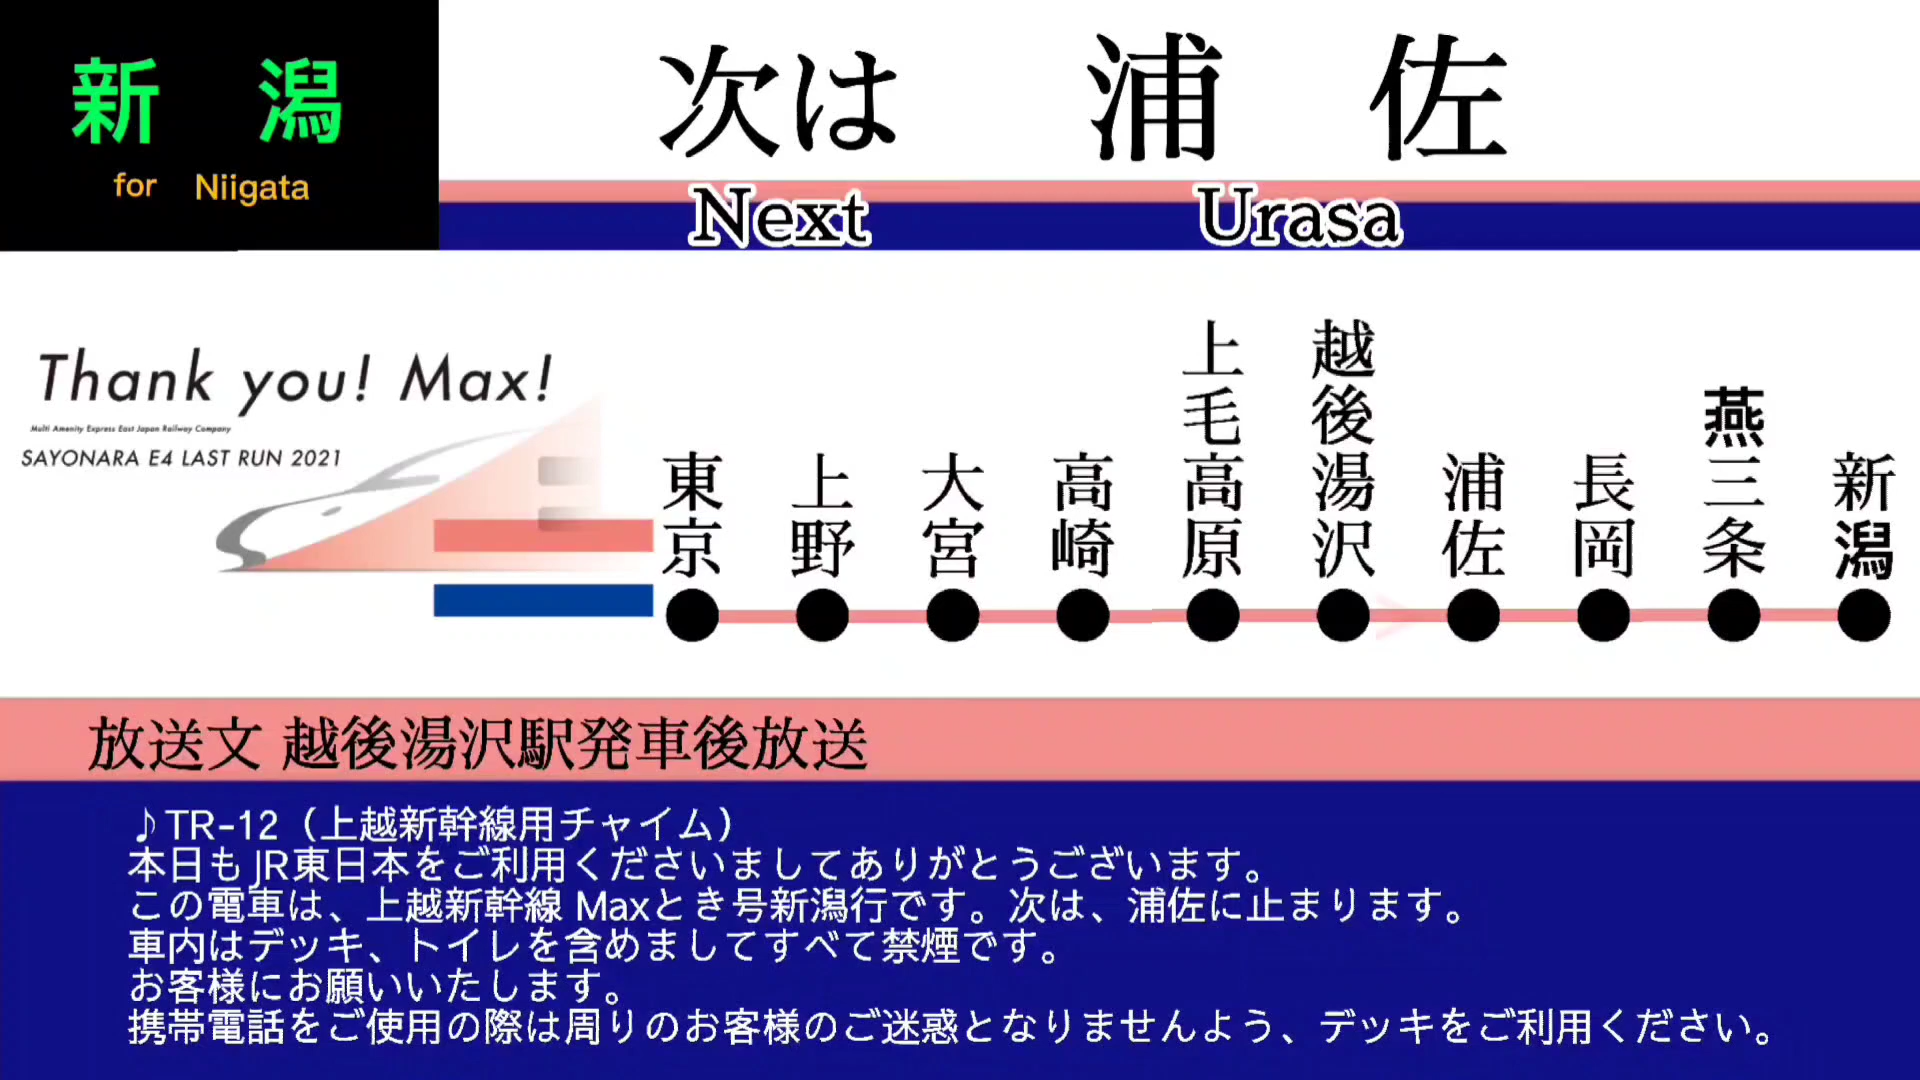 新潟
for Niigata
次は 浦佐
Next Urasa
Thank you! Max!
Multi Amenity Express East Japan Railway Company
SAYONARA E4 LAST RUN 2021
東京
上野
大宮
高崎
上毛高原
越後湯沢
浦佐
長岡
燕三条
新潟
放送文 越後湯沢駅発車後放送
♪TR-12（上越新幹線用チャイム）
本日もJR東日本をご利用くださいましてありがとうございます。
この電車は、上越新幹線 Maxとき号新潟行です。次は、浦佐に止まります。
車内はデッキ、トイレを含めましてすべて禁煙です。
お客様にお願いいたします。
携帯電話をご使用の際は周りのお客様のご迷惑となりませんよう、デッキをご利用ください。